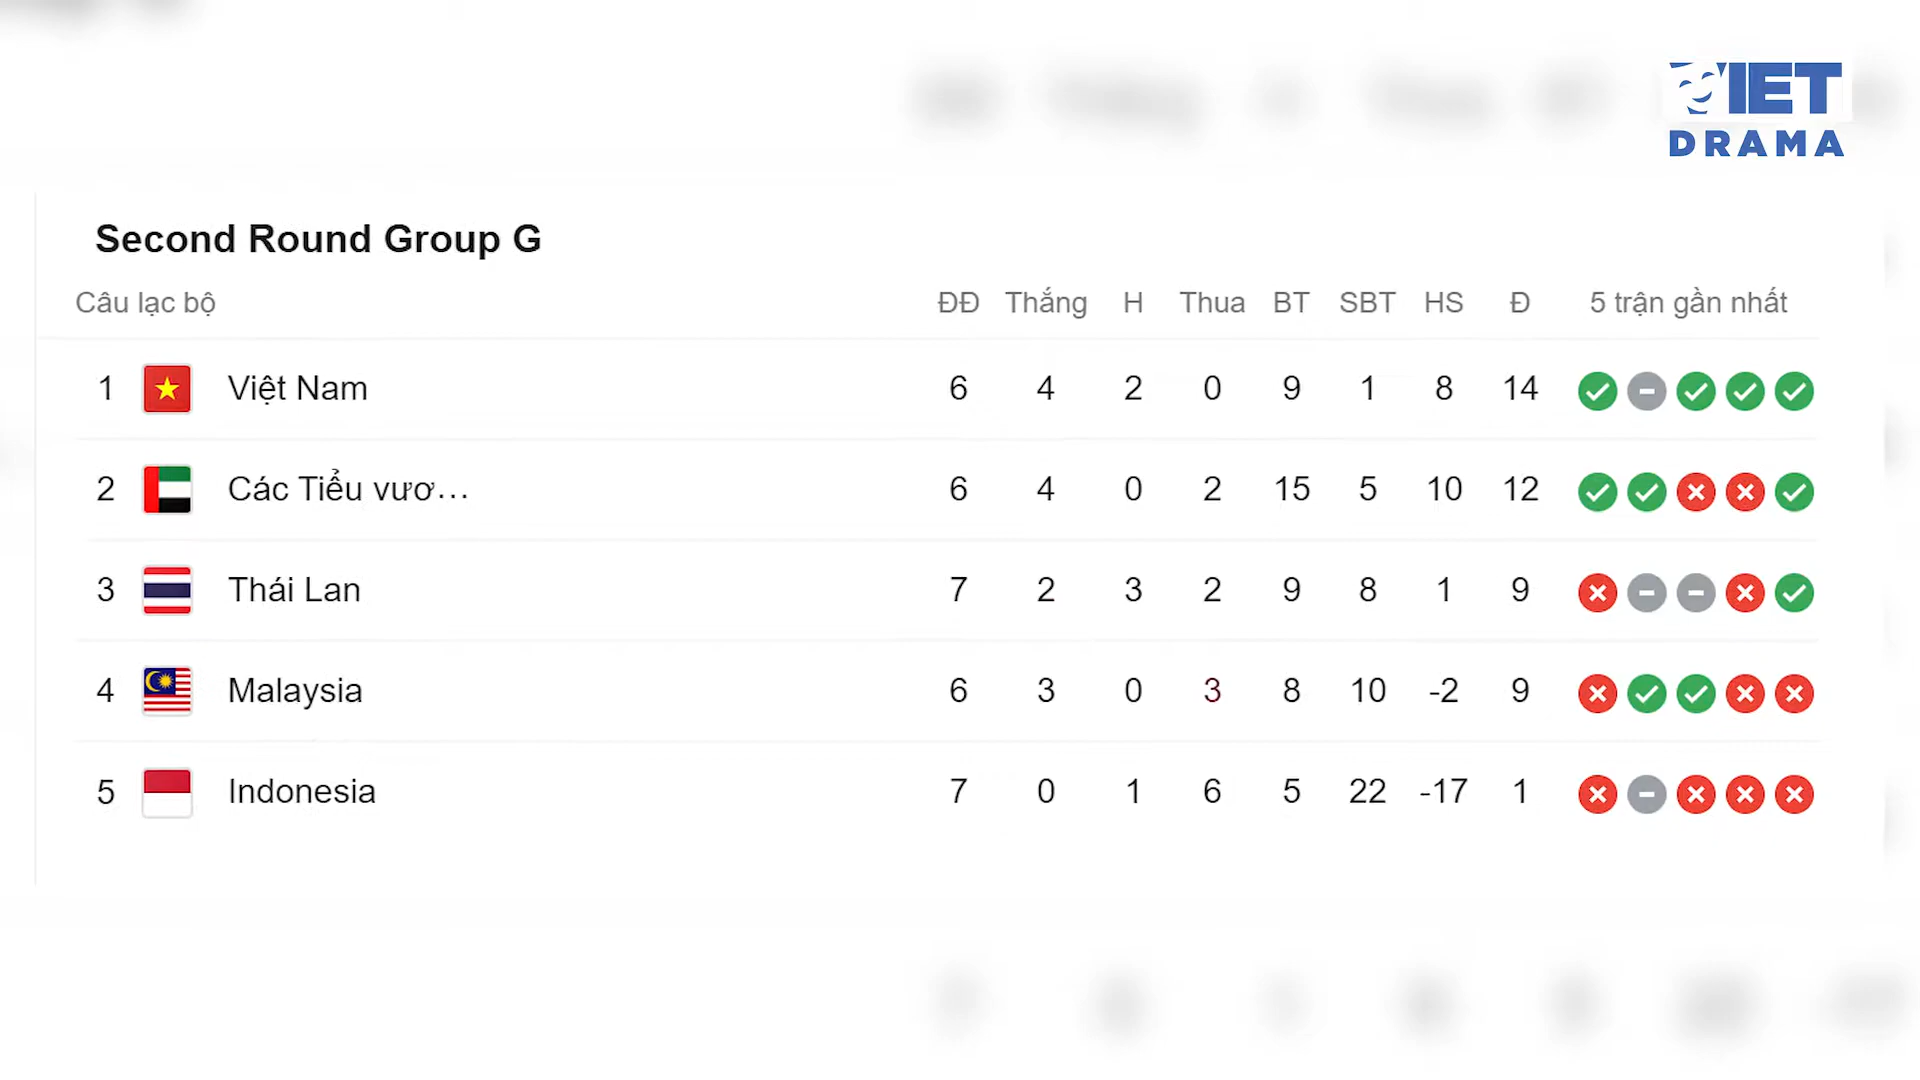 VIET
DRAMA
Second Round Group G
Câu lạc bộ ĐĐ Thắng H Thua BT SBT HS Đ 5 trận gần nhất
1 Việt Nam 6 4 2 0 9 1 8 14
2 Các Tiểu vươ... 6 4 0 2 15 5 10 12
3 Thái Lan 7 2 3 2 9 8 1 9
4 Malaysia 6 3 0 3 8 10 -2 9
5 Indonesia 7 0 1 6 5 22 -17 1